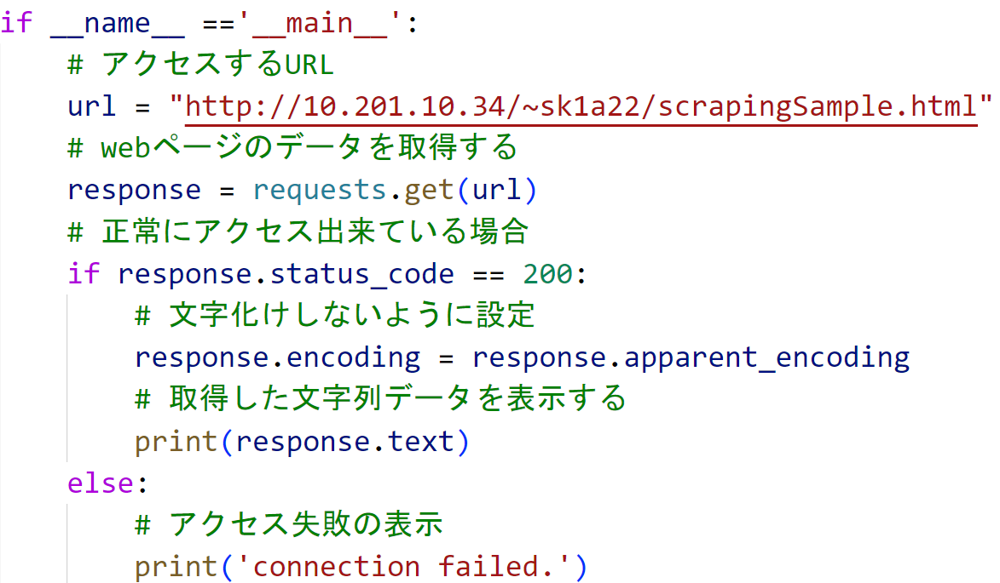 if __name__ =='__main__':
    # アクセスするURL
    url = "http://10.201.10.34/~sk1a22/scrapingSample.html"
    # webページのデータを取得する
    response = requests.get(url)
    # 正常にアクセス出来ている場合
    if response.status_code == 200:
        # 文字化けしないように設定
        response.encoding = response.apparent_encoding
        # 取得した文字列データを表示する
        print(response.text)
    else:
        # アクセス失敗の表示
        print('connection failed.')